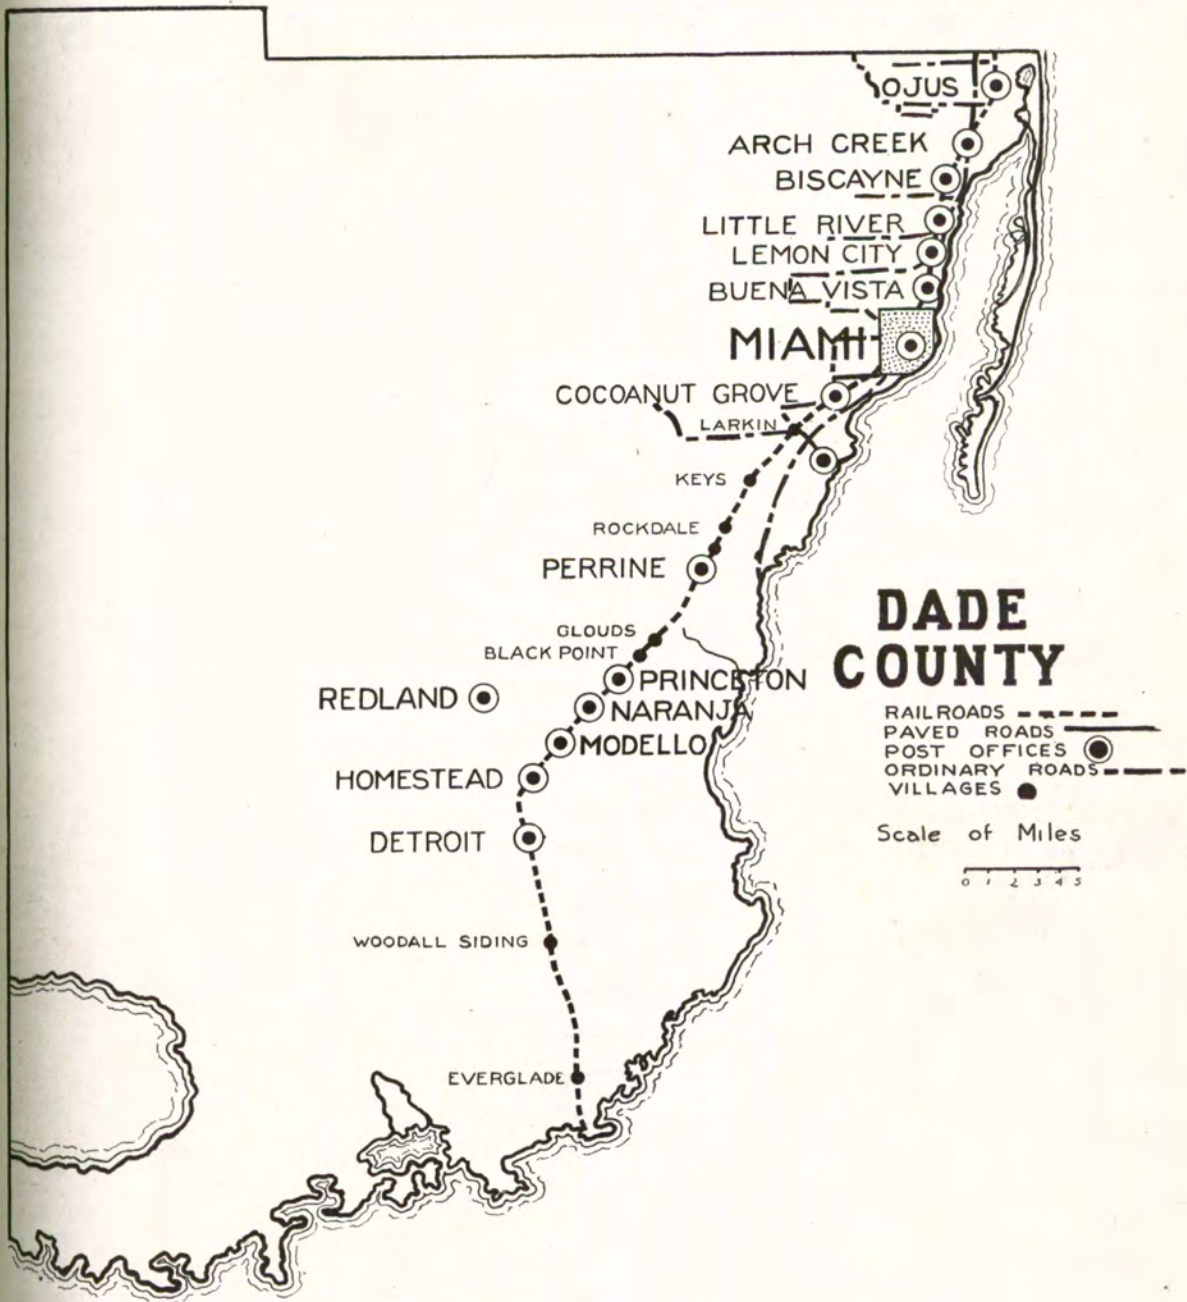 OJUS
ARCH CREEK
BISCAYNE
LITTLE RIVER
LEMON CITY
BUENA VISTA
MIAMI
COCOANUT GROVE
LARKIN
KEYS
ROCKDALE
PERRINE
GLOUDS
BLACK POINT
PRINCETON
REDLAND
NARANJA
MODELLO
HOMESTEAD
DETROIT
WOODALL SIDING
EVERGLADE
DADE
COUNTY
RAILROADS
PAVED ROADS
POST OFFICES
ORDINARY ROADS
VILLAGES
Scale of Miles
0 1 2 3 4 5